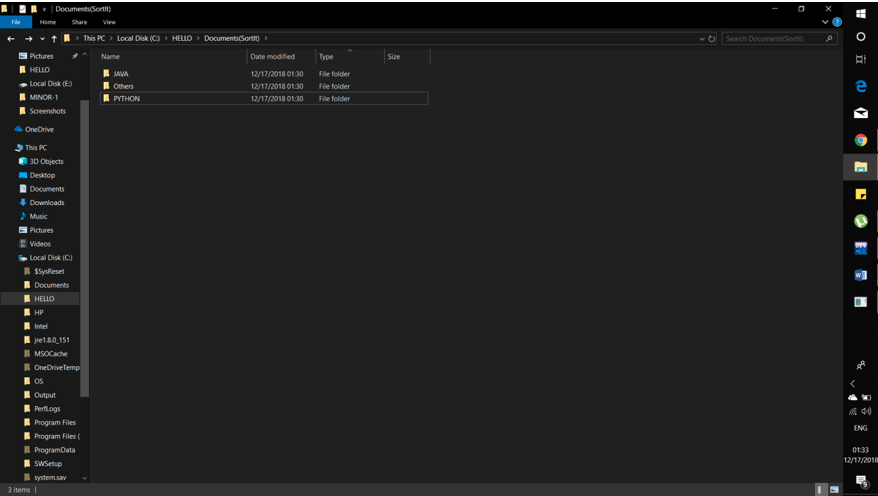 Documents(SortIt)
File Home Share View
This PC > Local Disk (C:) > HELLO > Documents(SortIt) >
Search Documents(SortIt)
Name Date modified Type Size
JAVA 12/17/2018 01:30 File folder
Others 12/17/2018 01:30 File folder
PYTHON 12/17/2018 01:30 File folder
Pictures
HELLO
Local Disk (E:)
MINOR-1
Screenshots
OneDrive
This PC
3D Objects
Desktop
Documents
Downloads
Music
Pictures
Videos
Local Disk (C:)
$SysReset
Documents
HELLO
HP
Intel
jre1.8.0_151
MSOCache
OneDriveTemp
OS
Output
PerfLogs
Program Files
Program Files (
ProgramData
SWSetup
system.sav
3 items
DEV
ENG
01:33
12/17/2018
9